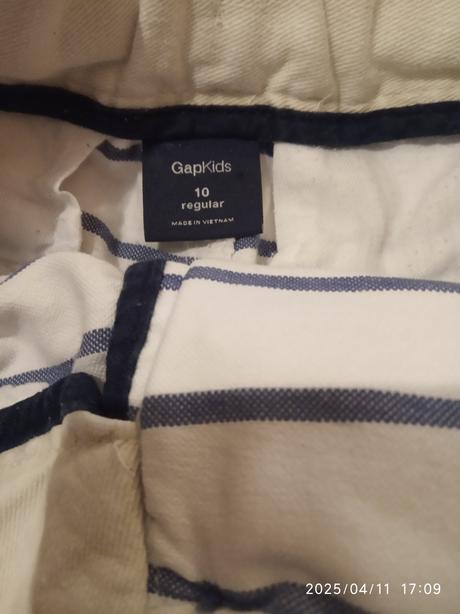 GapKids
10
regular
MADE IN VIETNAM
2025/04/11 17:09